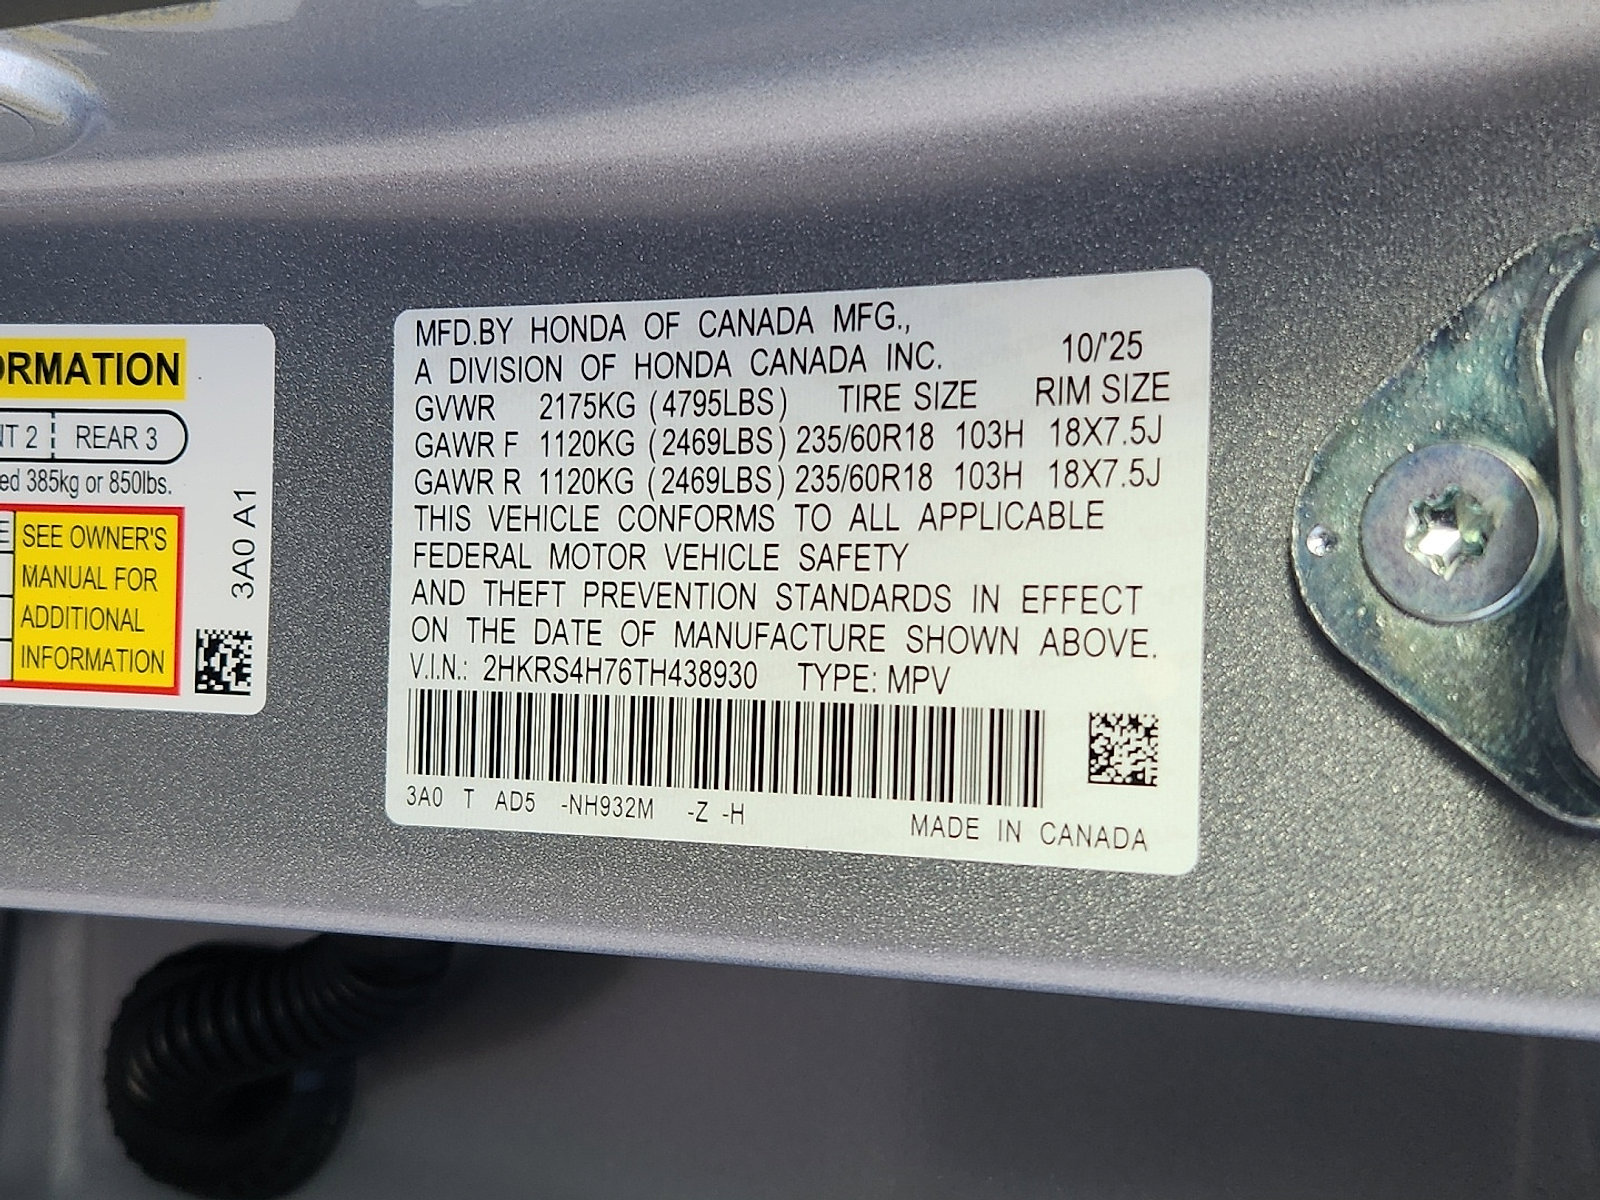 ORMATION
NT 2 REAR 3
ed 385kg or 850lbs.
E SEE OWNER'S
MANUAL FOR
ADDITIONAL
INFORMATION
3A0 A1
MFD.BY HONDA OF CANADA MFG.,
A DIVISION OF HONDA CANADA INC. 10/'25
GVWR 2175KG (4795LBS) TIRE SIZE RIM SIZE
GAWR F 1120KG (2469LBS) 235/60R18 103H 18X7.5J
GAWR R 1120KG (2469LBS) 235/60R18 103H 18X7.5J
THIS VEHICLE CONFORMS TO ALL APPLICABLE
FEDERAL MOTOR VEHICLE SAFETY
AND THEFT PREVENTION STANDARDS IN EFFECT
ON THE DATE OF MANUFACTURE SHOWN ABOVE.
V.I.N.: 2HKRS4H76TH438930 TYPE: MPV
3A0 T AD5 -NH932M -Z -H
MADE IN CANADA